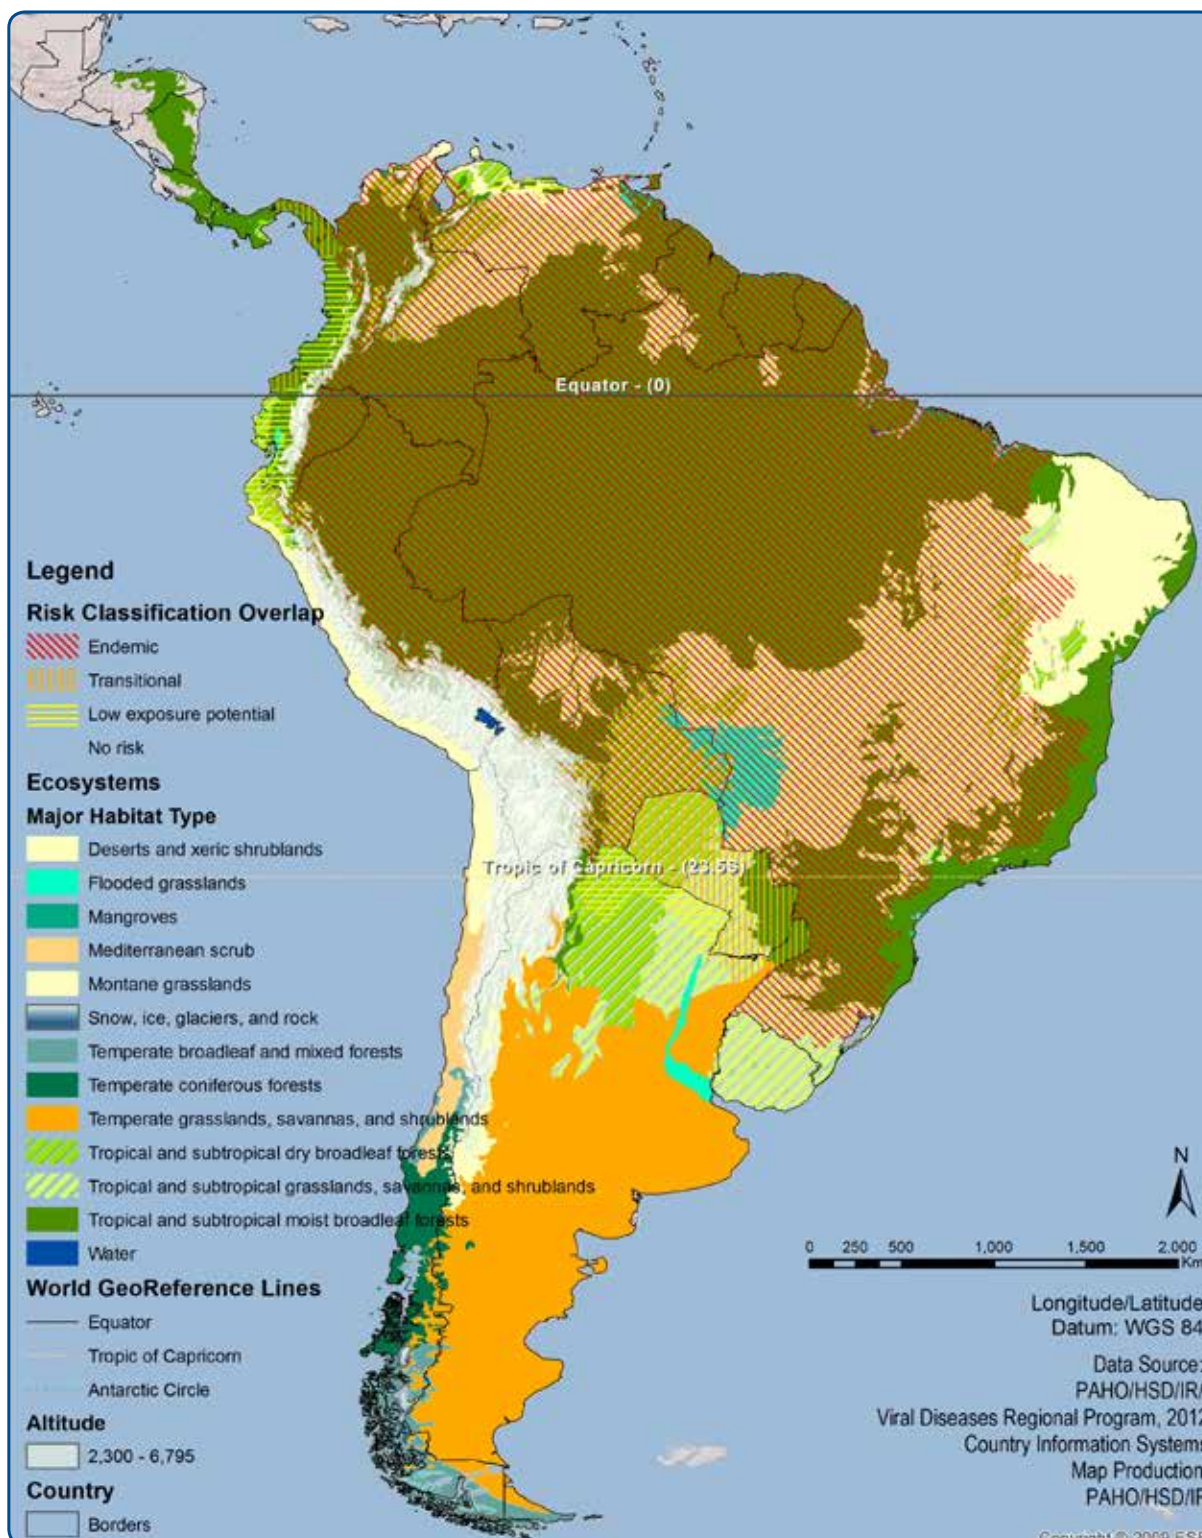 Equator - (0)
Tropic of Capricorn - (23.5S)
Legend
Risk Classification Overlap
Endemic
Transitional
Low exposure potential
No risk
Ecosystems
Major Habitat Type
Deserts and xeric shrublands
Flooded grasslands
Mangroves
Mediterranean scrub
Montane grasslands
Snow, ice, glaciers, and rock
Temperate broadleaf and mixed forests
Temperate coniferous forests
Temperate grasslands, savannas, and shrublands
Tropical and subtropical dry broadleaf forests
Tropical and subtropical grasslands, savannas, and shrublands
Tropical and subtropical moist broadleaf forests
Water
World GeoReference Lines
Equator
Tropic of Capricorn
Antarctic Circle
Altitude
2,300 - 6,795
Country
Borders
N
0 250 500 1,000 1,500 2.000
Km
Longitude/Latitude
Datum: WGS 84
Data Source:
PAHO/HSD/IR/
Viral Diseases Regional Program, 2012
Country Information Systems
Map Production
PAHO/HSD/IR